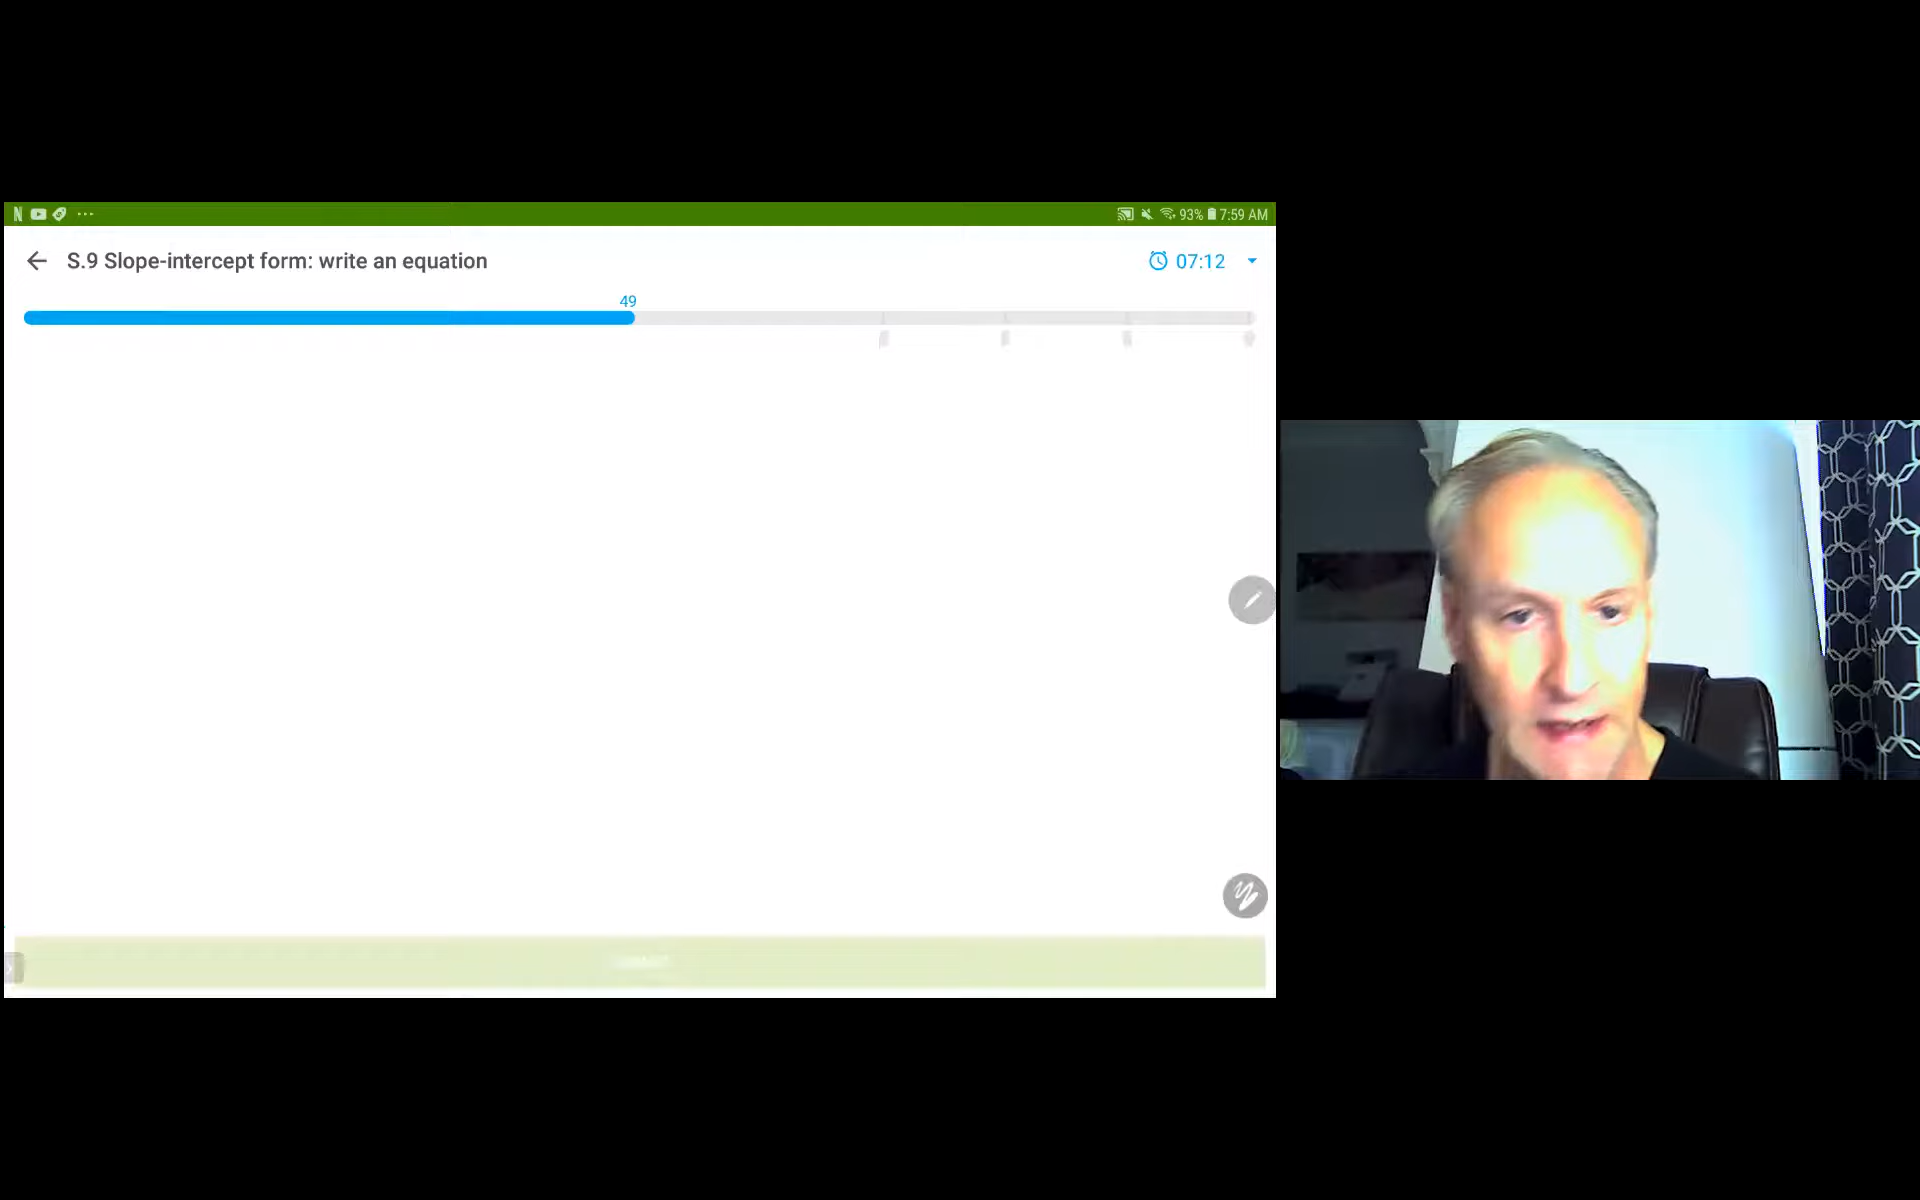 N ... 93% 7:59 AM
S.9 Slope-intercept form: write an equation 07:12
49